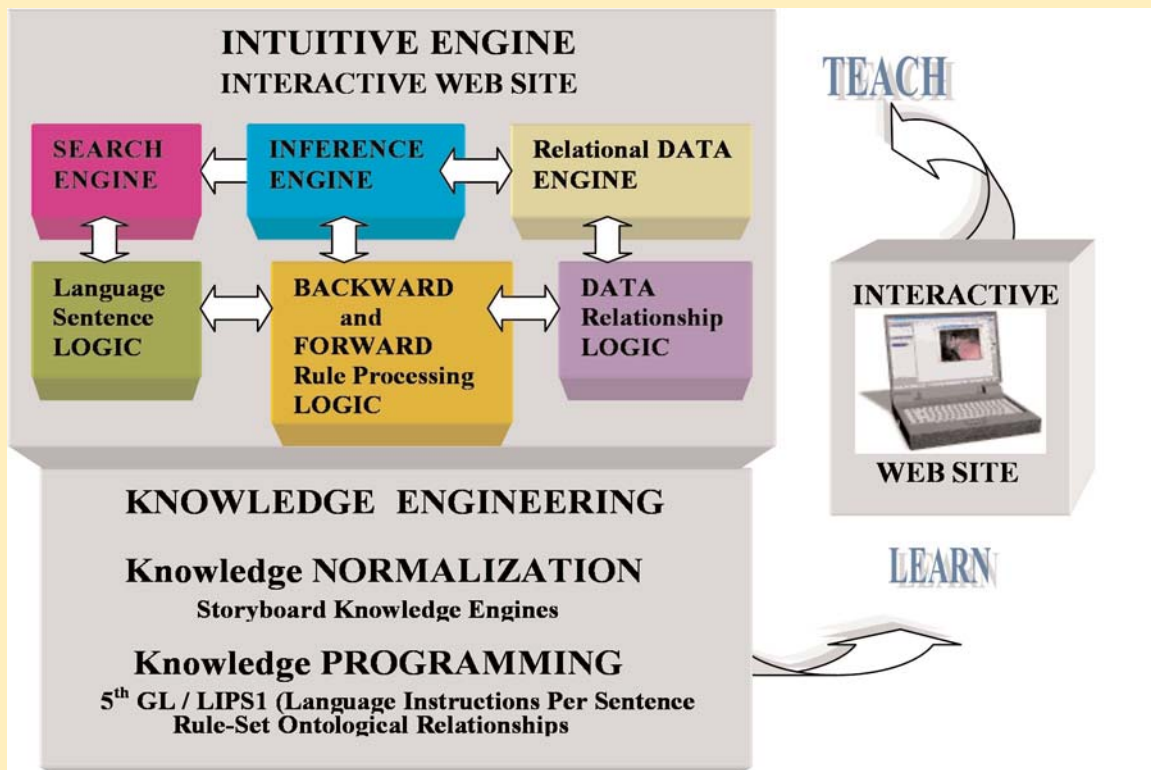 INTUITIVE ENGINE
INTERACTIVE WEB SITE
SEARCH
ENGINE
INFERENCE
ENGINE
Relational DATA
ENGINE
Language
Sentence
LOGIC
BACKWARD
and
FORWARD
Rule Processing
LOGIC
DATA
Relationship
LOGIC
KNOWLEDGE ENGINEERING
Knowledge NORMALIZATION
Storyboard Knowledge Engines
Knowledge PROGRAMMING
5th GL / LIPS1 (Language Instructions Per Sentence
Rule-Set Ontological Relationships
TEACH
INTERACTIVE
WEB SITE
LEARN